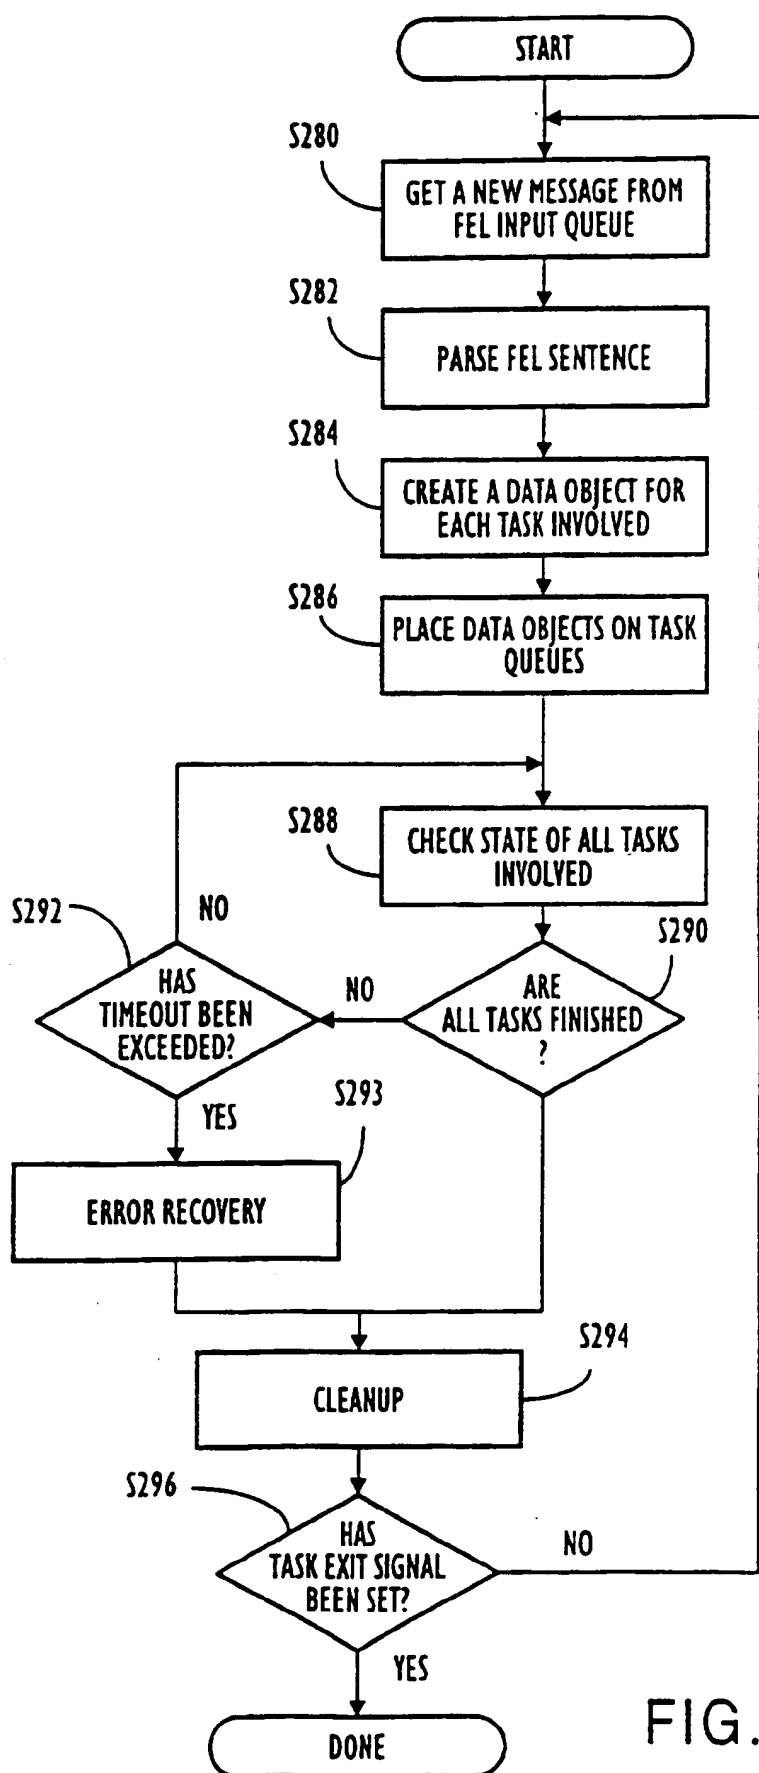 START
S280
GET A NEW MESSAGE FROM
FEL INPUT QUEUE
S282
PARSE FEL SENTENCE
S284
CREATE A DATA OBJECT FOR
EACH TASK INVOLVED
S286
PLACE DATA OBJECTS ON TASK
QUEUES
S288
CHECK STATE OF ALL TASKS
INVOLVED
S292
NO
S290
HAS
TIMEOUT BEEN
EXCEEDED?
NO
ARE
ALL TASKS FINISHED
?
YES
S293
ERROR RECOVERY
S294
CLEANUP
S296
HAS
TASK EXIT SIGNAL
BEEN SET?
NO
YES
DONE
FIG.